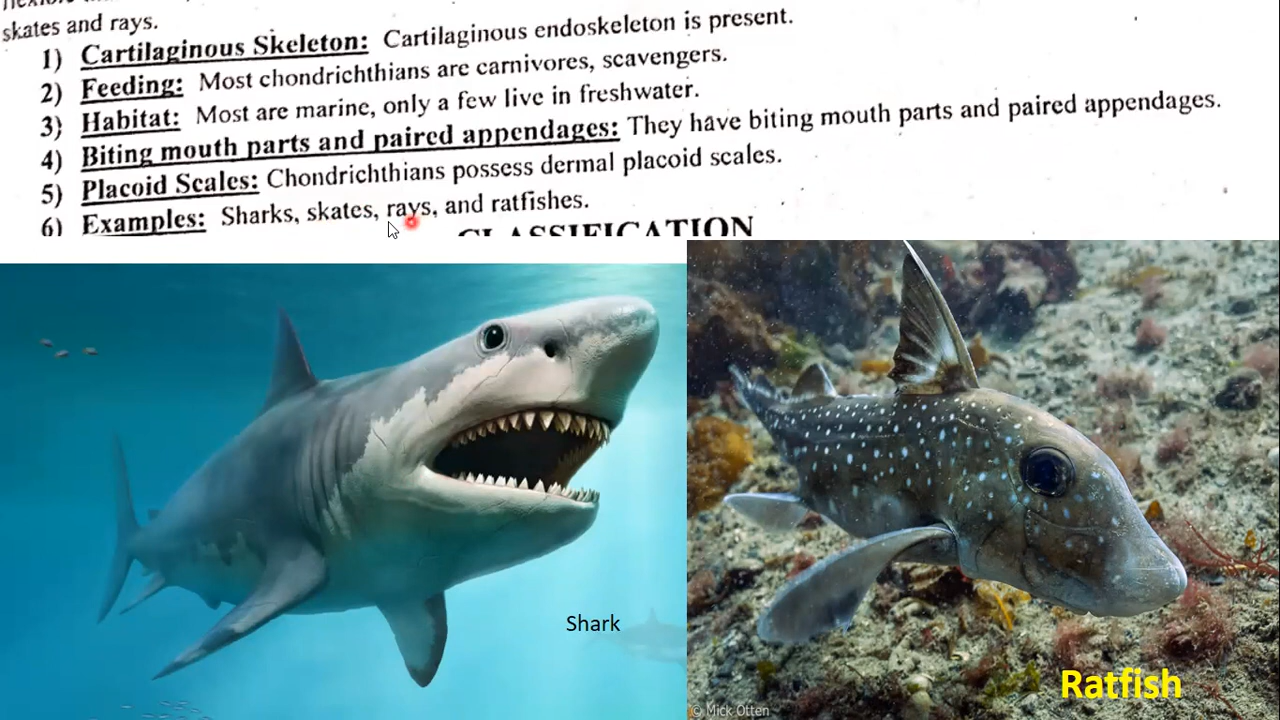 skates and rays.
1) Cartilaginous Skeleton: Cartilaginous endoskeleton is present.
2) Feeding: Most chondrichthians are carnivores, scavengers.
3) Habitat: Most are marine, only a few live in freshwater.
4) Biting mouth parts and paired appendages: They have biting mouth parts and paired appendages.
5) Placoid Scales: Chondrichthians possess dermal placoid scales.
6) Examples: Sharks, skates, rays, and ratfishes.
CLASSIFICATION
Shark
Ratfish
© Mick Otten